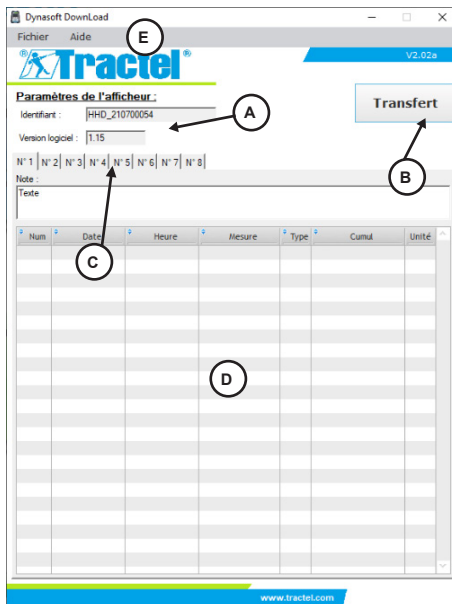 Dynasoft DownLoad
Fichier Aide
E
® Tractel ®
V2.02a
Paramètres de l'afficheur :
Identifiant : HHD_210700054
A
Transfert
Version logiciel : 1.15
N° 1 N° 2 N° 3 N° 4 N° 5 N° 6 N° 7 N° 8
B
Note :
Texte
Num Date Heure Mesure Type Cumul Unité
C
D
www.tractel.com